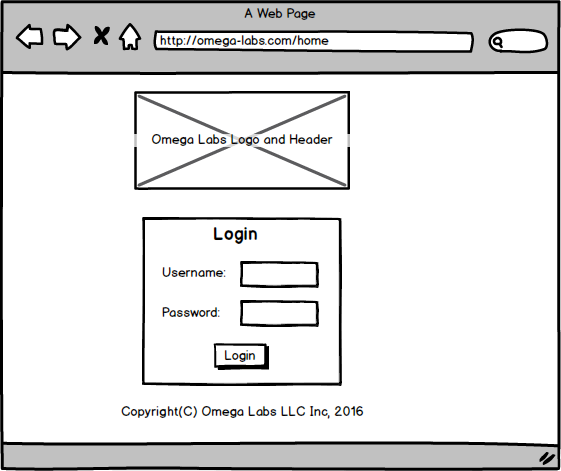 A Web Page
http://omega-labs.com/home
Omega Labs Logo and Header
Login
Username:
Password:
Login
Copyright(C) Omega Labs LLC Inc, 2016